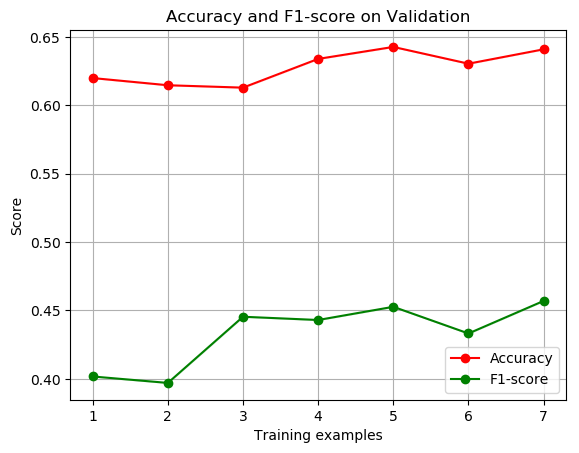 Accuracy and F1-score on Validation
0.65
0.60
0.55
0.50
0.45
0.40
Score
Accuracy
F1-score
1 2 3 4 5 6 7
Training examples